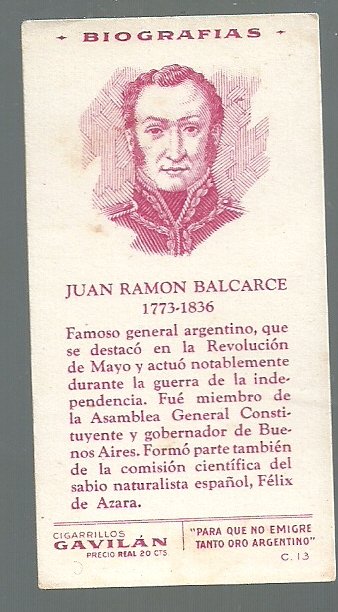 BIOGRAFIAS
JUAN RAMON BALCARCE
1773-1836
Famoso general argentino, que
se destacó en la Revolución
de Mayo y actuó notablemente
durante la guerra de la inde-
pendencia. Fué miembro de
la Asamblea General Consti-
tuyente y gobernador de Bue-
nos Aires. Formó parte también
de la comisión científica del
sabio naturalista español, Félix
de Azara.
CIGARRILLOS
GAVILÁN
PRECIO REAL 20 CTS
"PARA QUE NO EMIGRE
TANTO ORO ARGENTINO"
C. 13